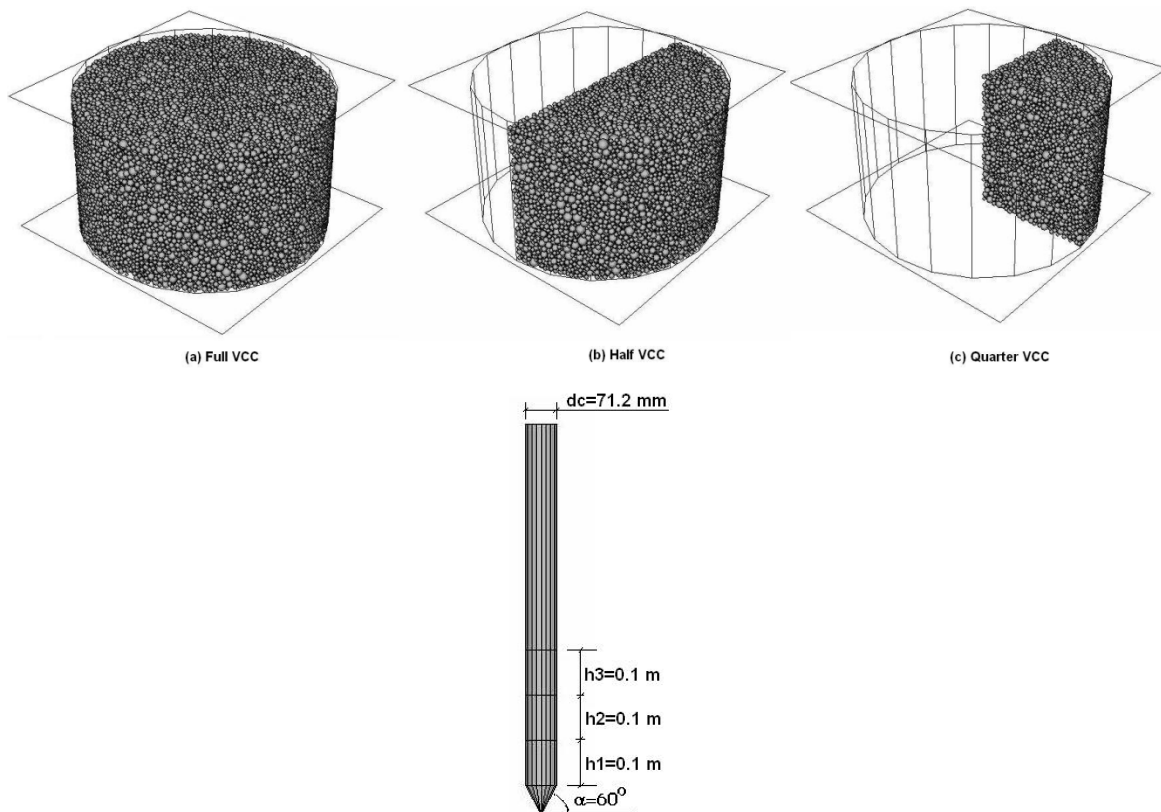 (a) Full VCC
(b) Half VCC
(c) Quarter VCC
dc=71.2 mm
h3=0.1 m
h2=0.1 m
h1=0.1 m
α=60°